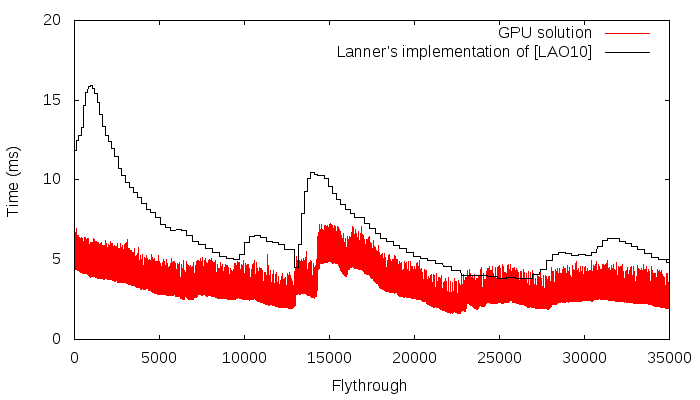 20
15
10
5
0
Time (ms)
GPU solution
Lanner's implementation of [LAO10]
0 5000 10000 15000 20000 25000 30000 35000
Flythrough